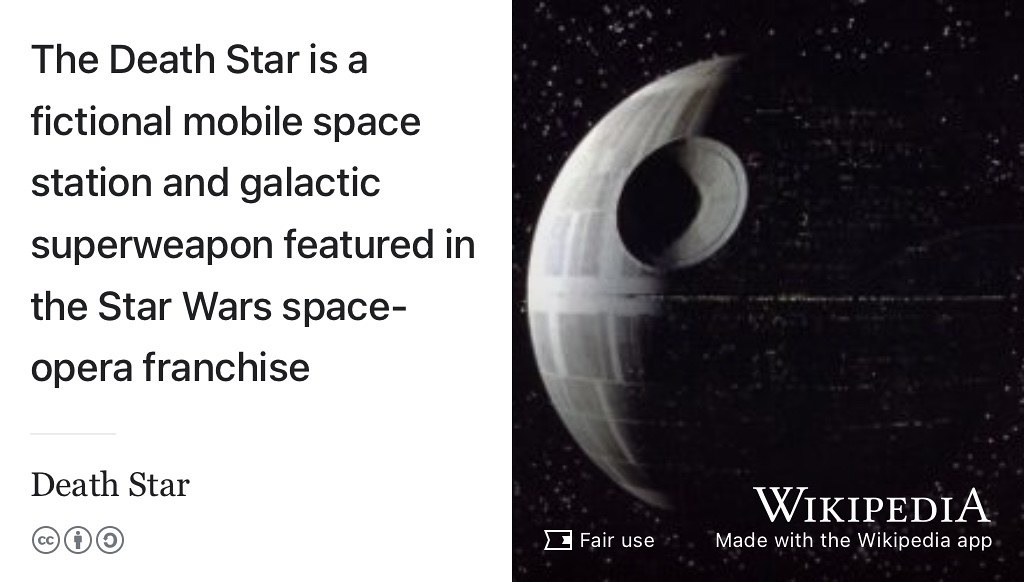 The Death Star is a
fictional mobile space
station and galactic
superweapon featured in
the Star Wars space-
opera franchise
Death Star
cc
Fair use
WIKIPEDIA
Made with the Wikipedia app